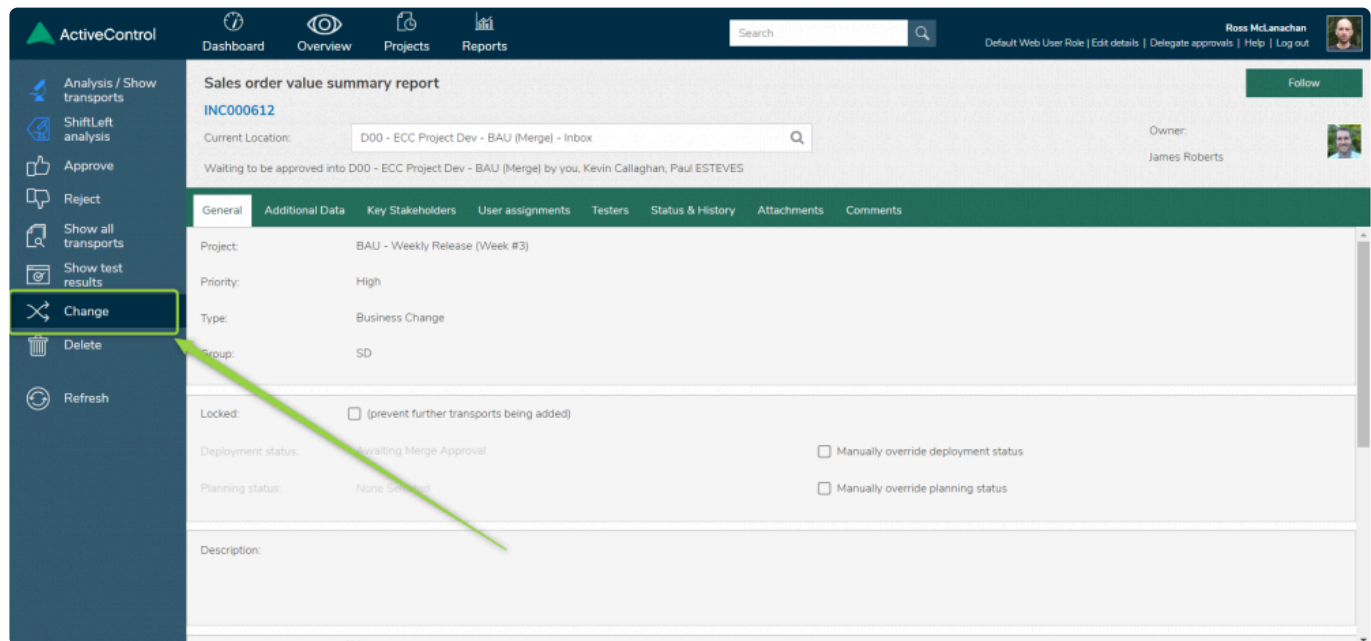 ActiveControl
Dashboard
Overview
Projects
Reports
Search
Ross McLanachan
Default Web User Role | Edit details | Delegate approvals | Help | Log out
Analysis / Show
transports
ShiftLeft
analysis
Approve
Reject
Show all
transports
Show test
results
Change
Delete
Refresh
Sales order value summary report
INC000612
Follow
Current Location:
D00 - ECC Project Dev - BAU (Merge) - Inbox
Owner:
James Roberts
Waiting to be approved into D00 - ECC Project Dev - BAU (Merge) by you, Kevin Callaghan, Paul ESTEVES
General
Additional Data
Key Stakeholders
User assignments
Testers
Status & History
Attachments
Comments
Project: BAU - Weekly Release (Week #3)
Priority: High
Type: Business Change
Group: SD
Locked: (prevent further transports being added)
Deployment status: Awaiting Merge Approval
Manually override deployment status
Planning status: None Selected
Manually override planning status
Description: